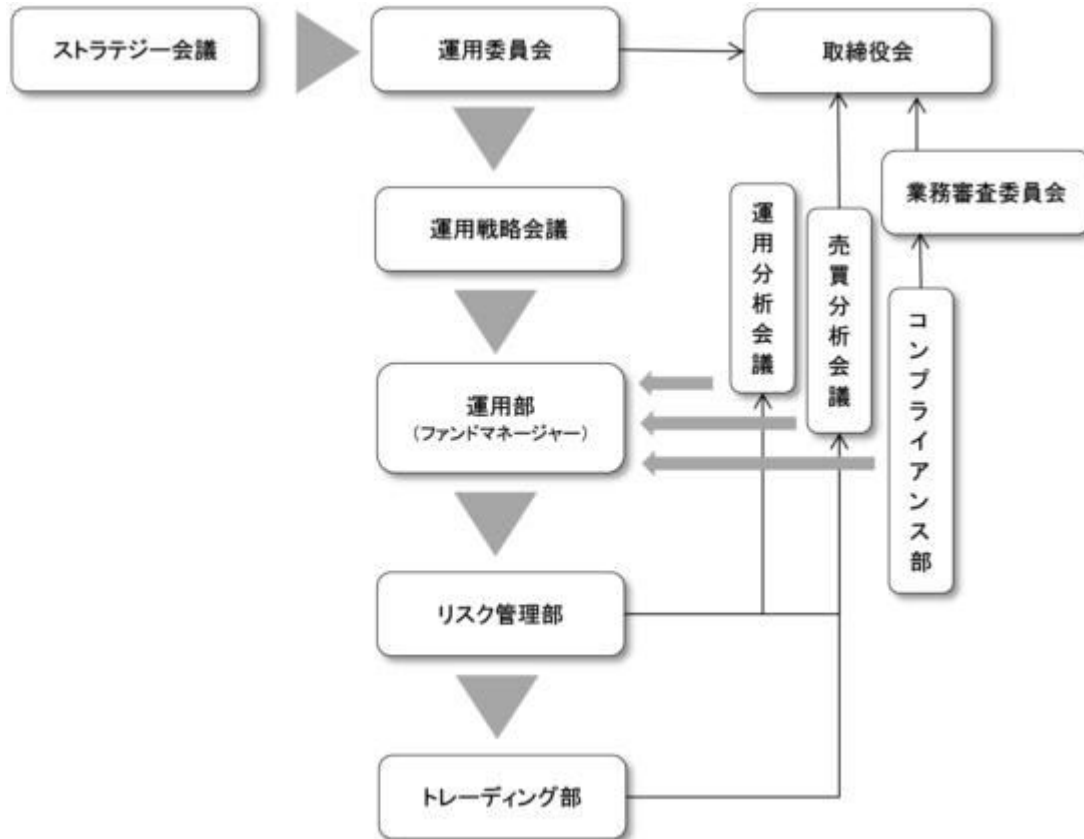 ストラテジー会議
運用委員会
取締役会
業務審査委員会
運用戦略会議
運用分析会議
売買分析会議
コンプライアンス部
運用部
(ファンドマネージャー)
リスク管理部
トレーディング部